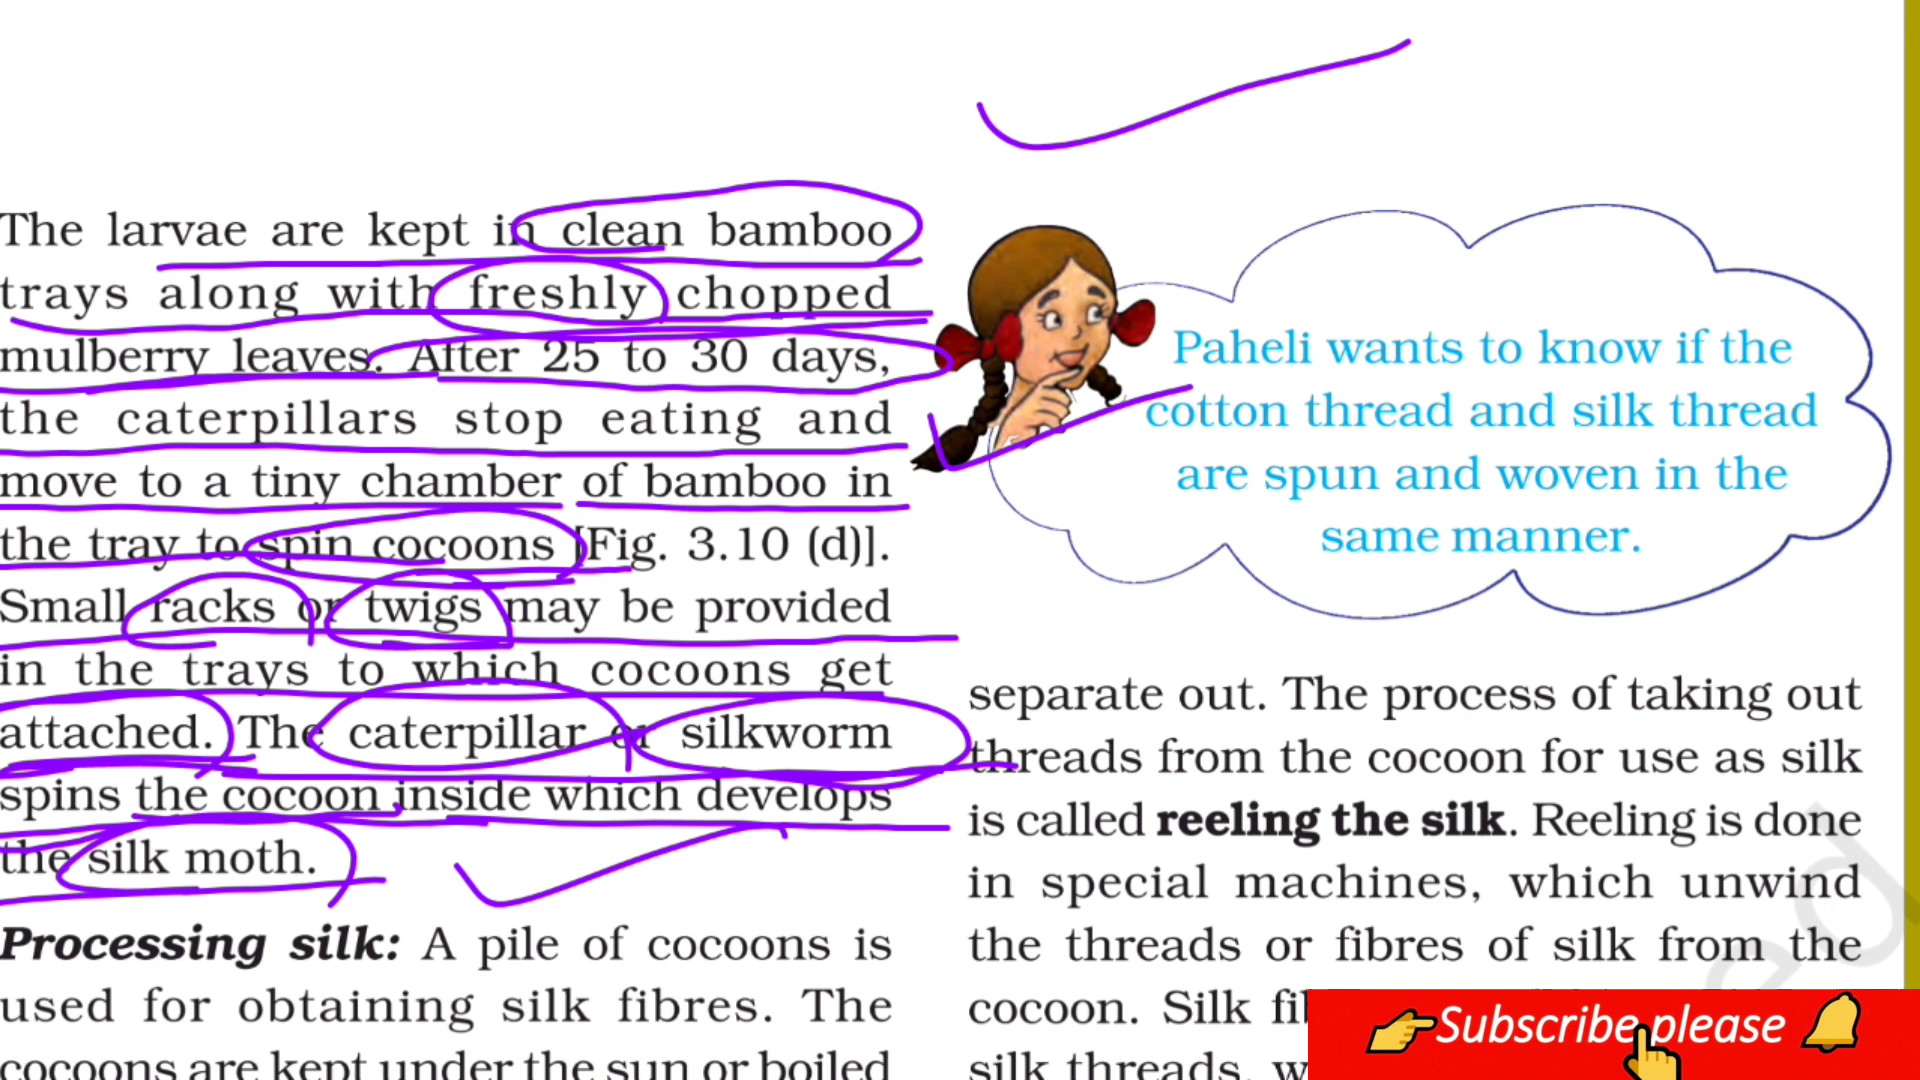 The larvae are kept in clean bamboo
trays along with freshly chopped
mulberry leaves. After 25 to 30 days,
the caterpillars stop eating and
move to a tiny chamber of bamboo in
the tray to spin cocoons [Fig. 3.10 (d)].
Small racks or twigs may be provided
in the trays to which cocoons get
attached. The caterpillar or silkworm
spins the cocoon inside which develops
the silk moth.
Processing silk: A pile of cocoons is
used for obtaining silk fibres. The
cocoons are kept under the sun or boiled
Paheli wants to know if the
cotton thread and silk thread
are spun and woven in the
same manner.
separate out. The process of taking out
threads from the cocoon for use as silk
is called reeling the silk. Reeling is done
in special machines, which unwind
the threads or fibres of silk from the
cocoon. Silk
silk threads,
Subscribe please